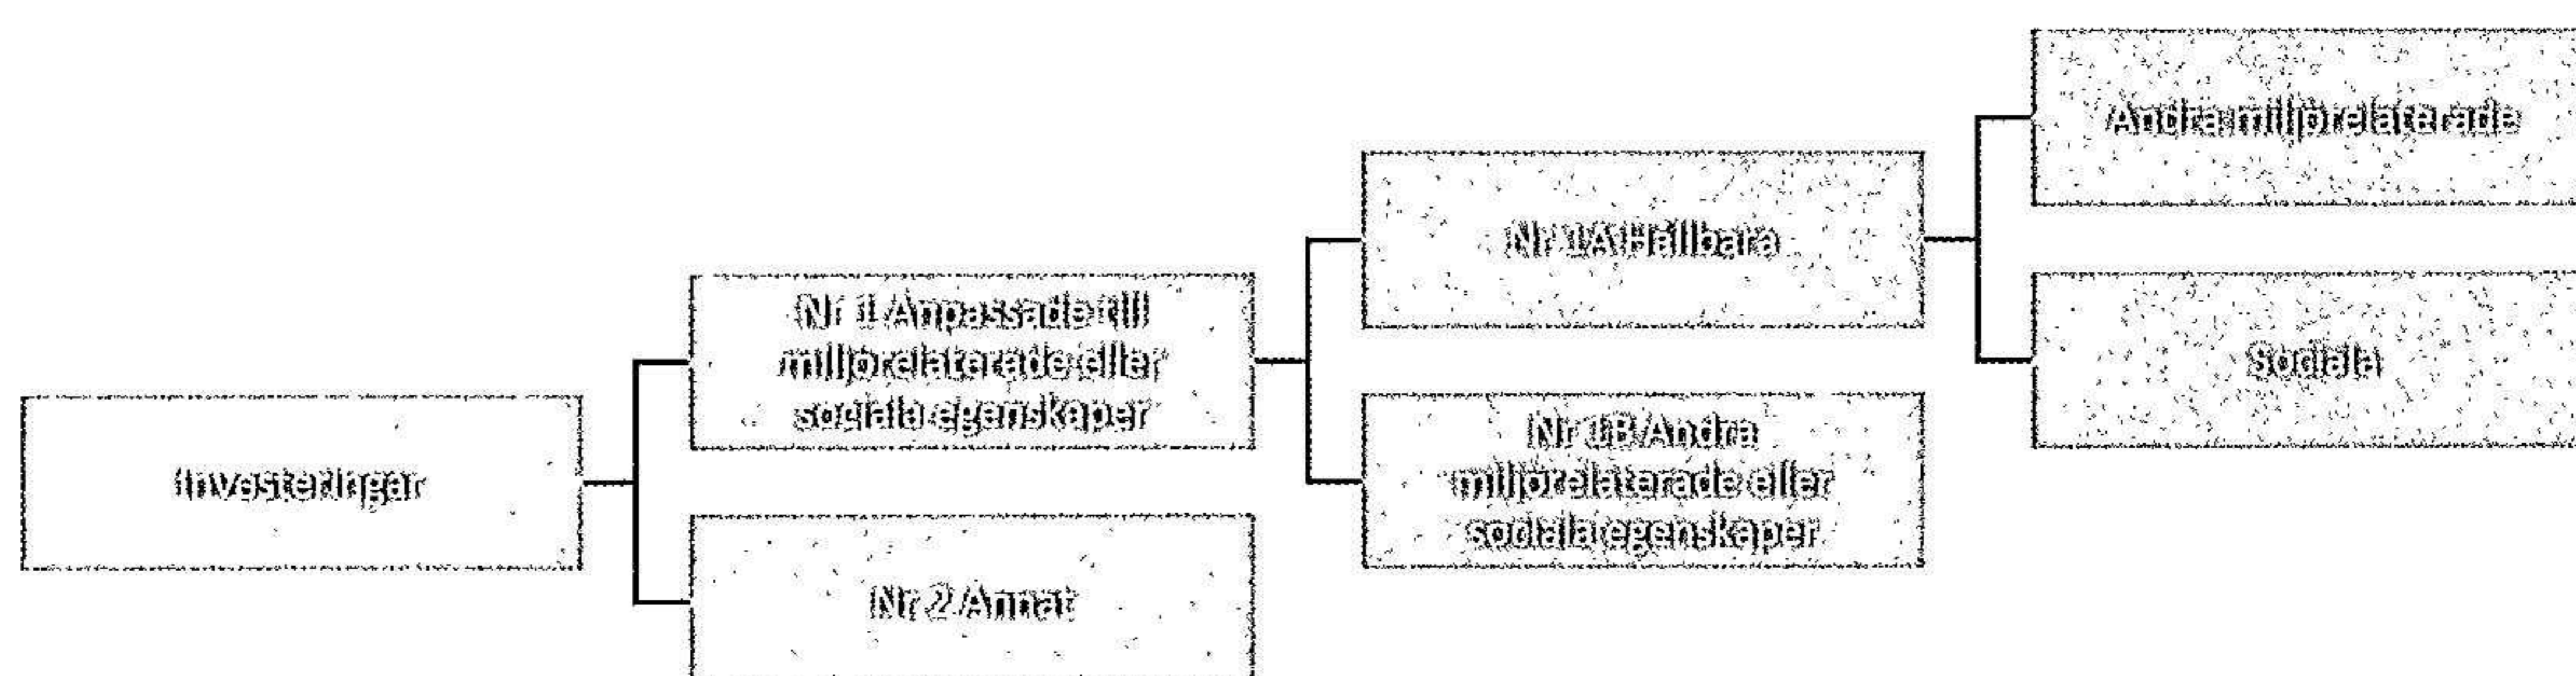 Investeringar
Nr 1 Anpassade till
miljörelaterade eller
sociala egenskaper
Nr 2 Annat
Nr 1A Hållbara
Nr 1B Andra
miljörelaterade eller
sociala egenskaper
Andra miljörelaterade
Sociala